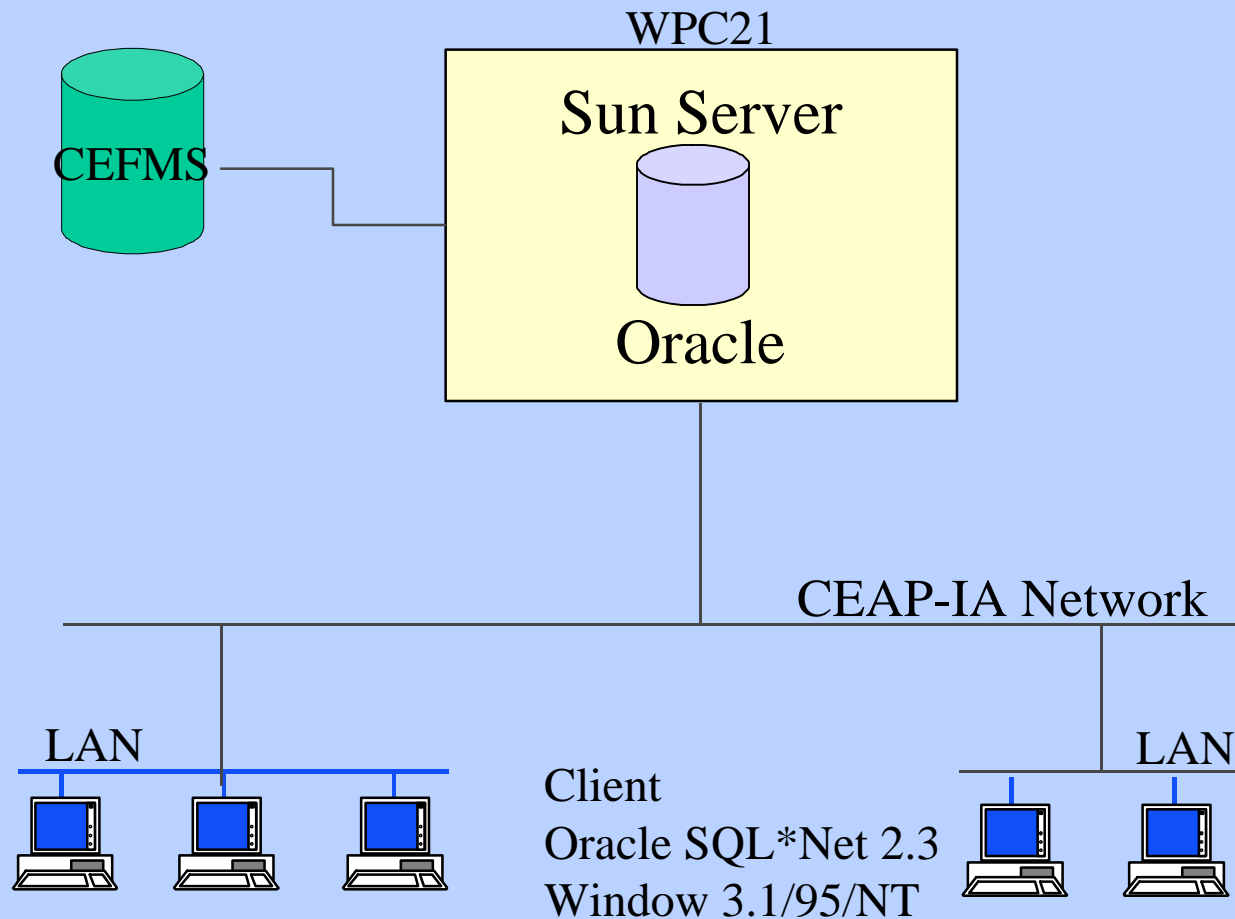 WPC21
Sun Server
CEFMS
Oracle
CEAP-IA Network
LAN
LAN
Client
Oracle SQL*Net 2.3
Window 3.1/95/NT